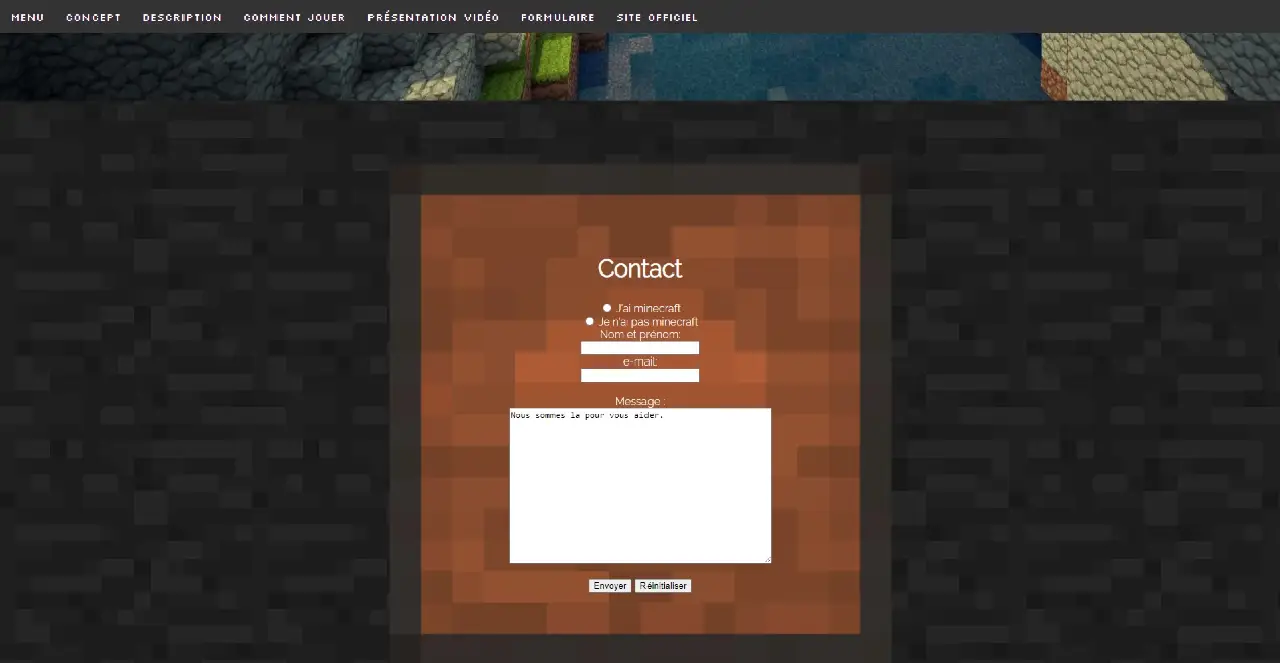 MENU CONCEPT DESCRIPTION COMMENT JOUER PRÉSENTATION VIDÉO FORMULAIRE SITE OFFICIEL
Contact
J'ai minecraft
Je n'ai pas minecraft
Nom et prénom:
e-mail:
Message :
Nous sommes la pour vous aider.
Envoyer Réinitialiser